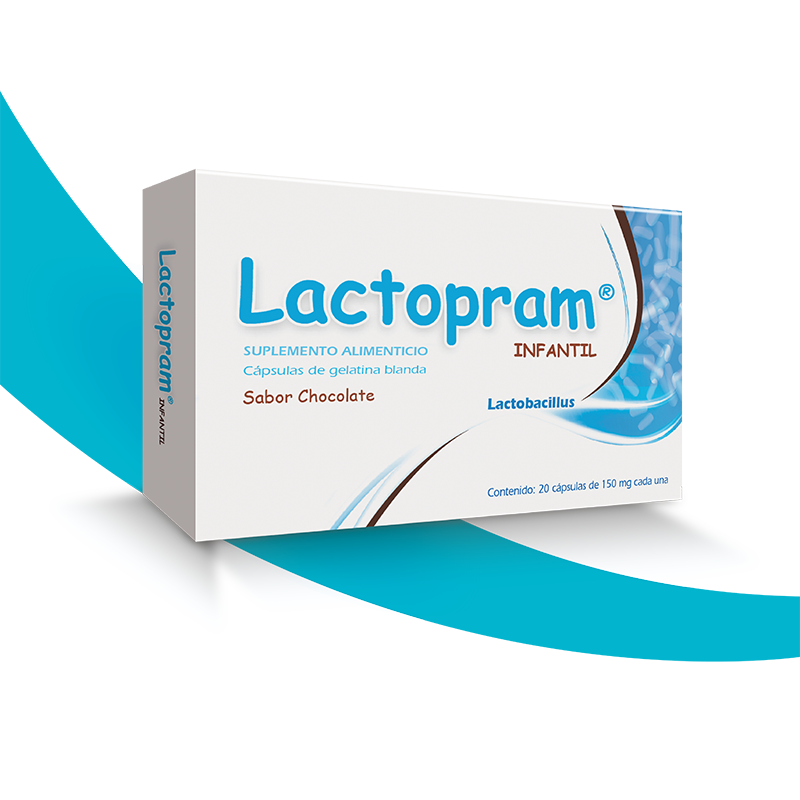 Lactopram®
INFANTIL
Lactopram®
INFANTIL
SUPLEMENTO ALIMENTICIO
Cápsulas de gelatina blanda
Sabor Chocolate
Lactobacillus
Contenido: 20 cápsulas de 150 mg cada una